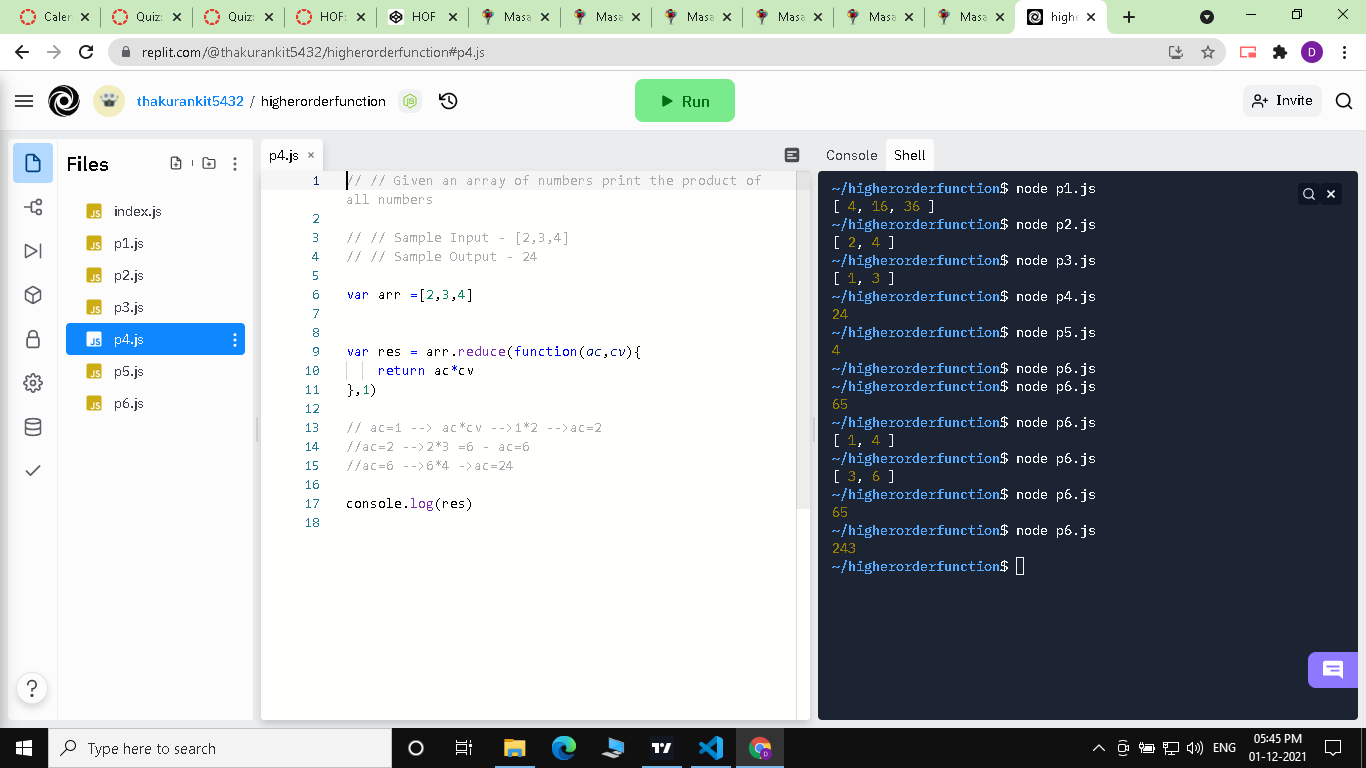 Calen
Quiz:
Quiz:
HOF:
HOF
Masa
Masa
Masa
Masa
Masa
Masa
highe
replit.com/@thakurankit5432/higherorderfunction#p4.js
D
thakurankit5432 / higherorderfunction
Run
Invite
Files
index.js
p1.js
p2.js
p3.js
p4.js
p5.js
p6.js
p4.js
1 // // Given an array of numbers print the product of
all numbers
2
3 // // Sample Input - [2,3,4]
4 // // Sample Output - 24
5
6 var arr =[2,3,4]
7
8
9 var res = arr.reduce(function(ac,cv){
10 return ac*cv
11 },1)
12
13 // ac=1 --> ac*cv -->1*2 -->ac=2
14 //ac=2 -->2*3 =6 - ac=6
15 //ac=6 -->6*4 ->ac=24
16
17 console.log(res)
18
Console Shell
~/higherorderfunction$ node p1.js
[ 4, 16, 36 ]
~/higherorderfunction$ node p2.js
[ 2, 4 ]
~/higherorderfunction$ node p3.js
[ 1, 3 ]
~/higherorderfunction$ node p4.js
24
~/higherorderfunction$ node p5.js
4
~/higherorderfunction$ node p6.js
~/higherorderfunction$ node p6.js
65
~/higherorderfunction$ node p6.js
[ 1, 4 ]
~/higherorderfunction$ node p6.js
[ 3, 6 ]
~/higherorderfunction$ node p6.js
65
~/higherorderfunction$ node p6.js
243
~/higherorderfunction$
?
Type here to search
ENG
05:45 PM
01-12-2021